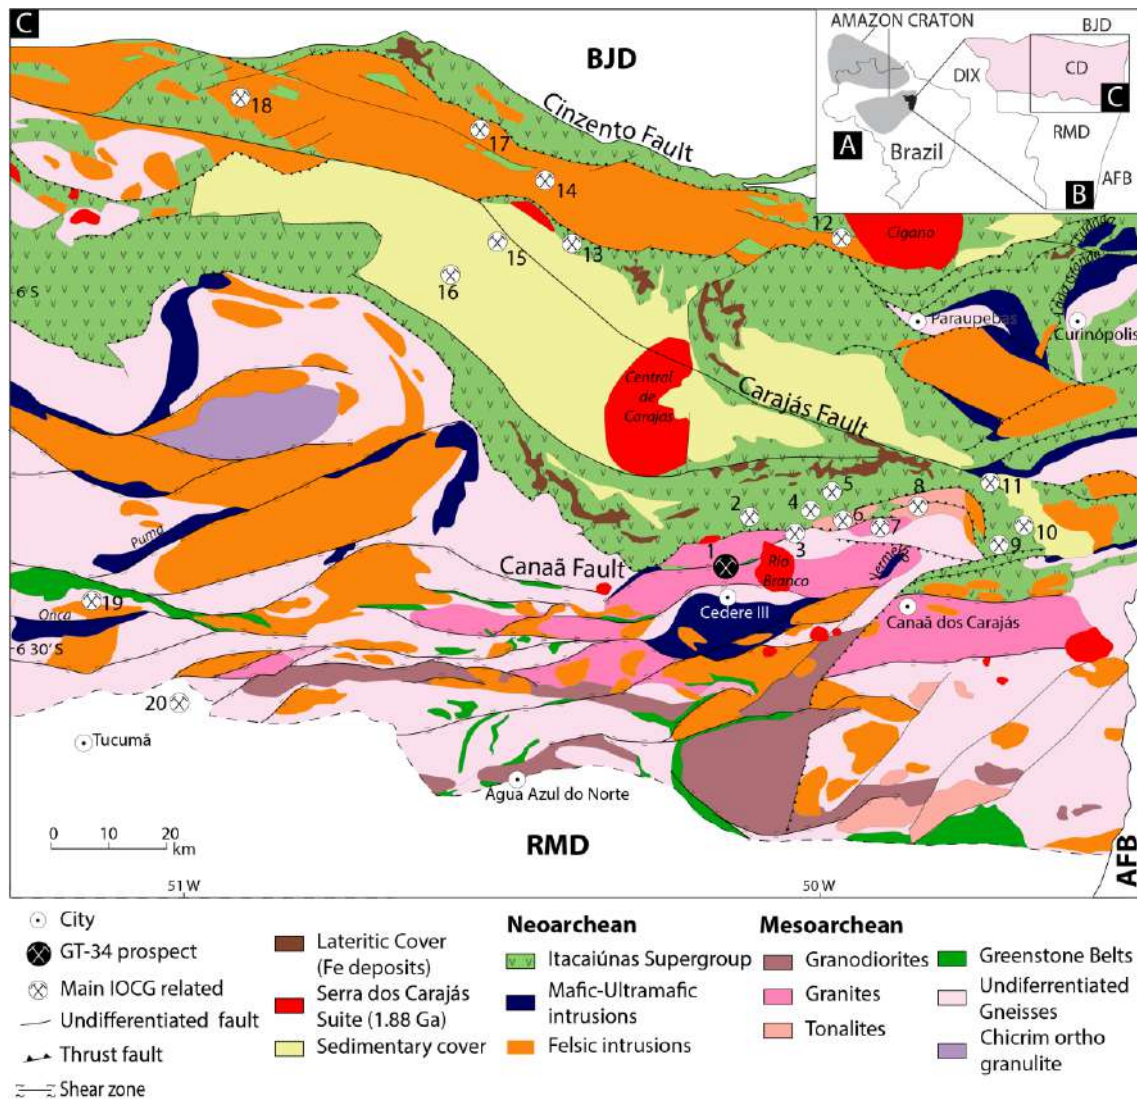 C
AMAZON CRATON
BJD
DIX
CD
C
RMD
A
Brazil
AFB
B
BJD
Cinzento Fault
18
17
14
12
Cigano
13
15
16
6°S
Paraupebas
Curinópolis
Central
de
Carajás
Carajás Fault
5
8
11
2
4
6
7
10
3
9
Puma
Canaã Fault
1
Rio
Branco
Vermelho
19
Onça
Cedere III
Canaã dos Carajás
6 30' S
20
Tucumã
Água Azul do Norte
0 10 20
km
RMD
AFB
51 W
50 W
City
GT-34 prospect
Main IOCG related
Undifferentiated fault
Thrust fault
Shear zone
Lateritic Cover
(Fe deposits)
Serra dos Carajás
Suite (1.88 Ga)
Sedimentary cover
Neoarchean
Itacaiúnas Supergroup
Mafic-Ultramafic
intrusions
Felsic intrusions
Mesoarchean
Granodiorites
Granites
Tonalites
Greenstone Belts
Undiferrentiated
Gneisses
Chicrim ortho
granulite